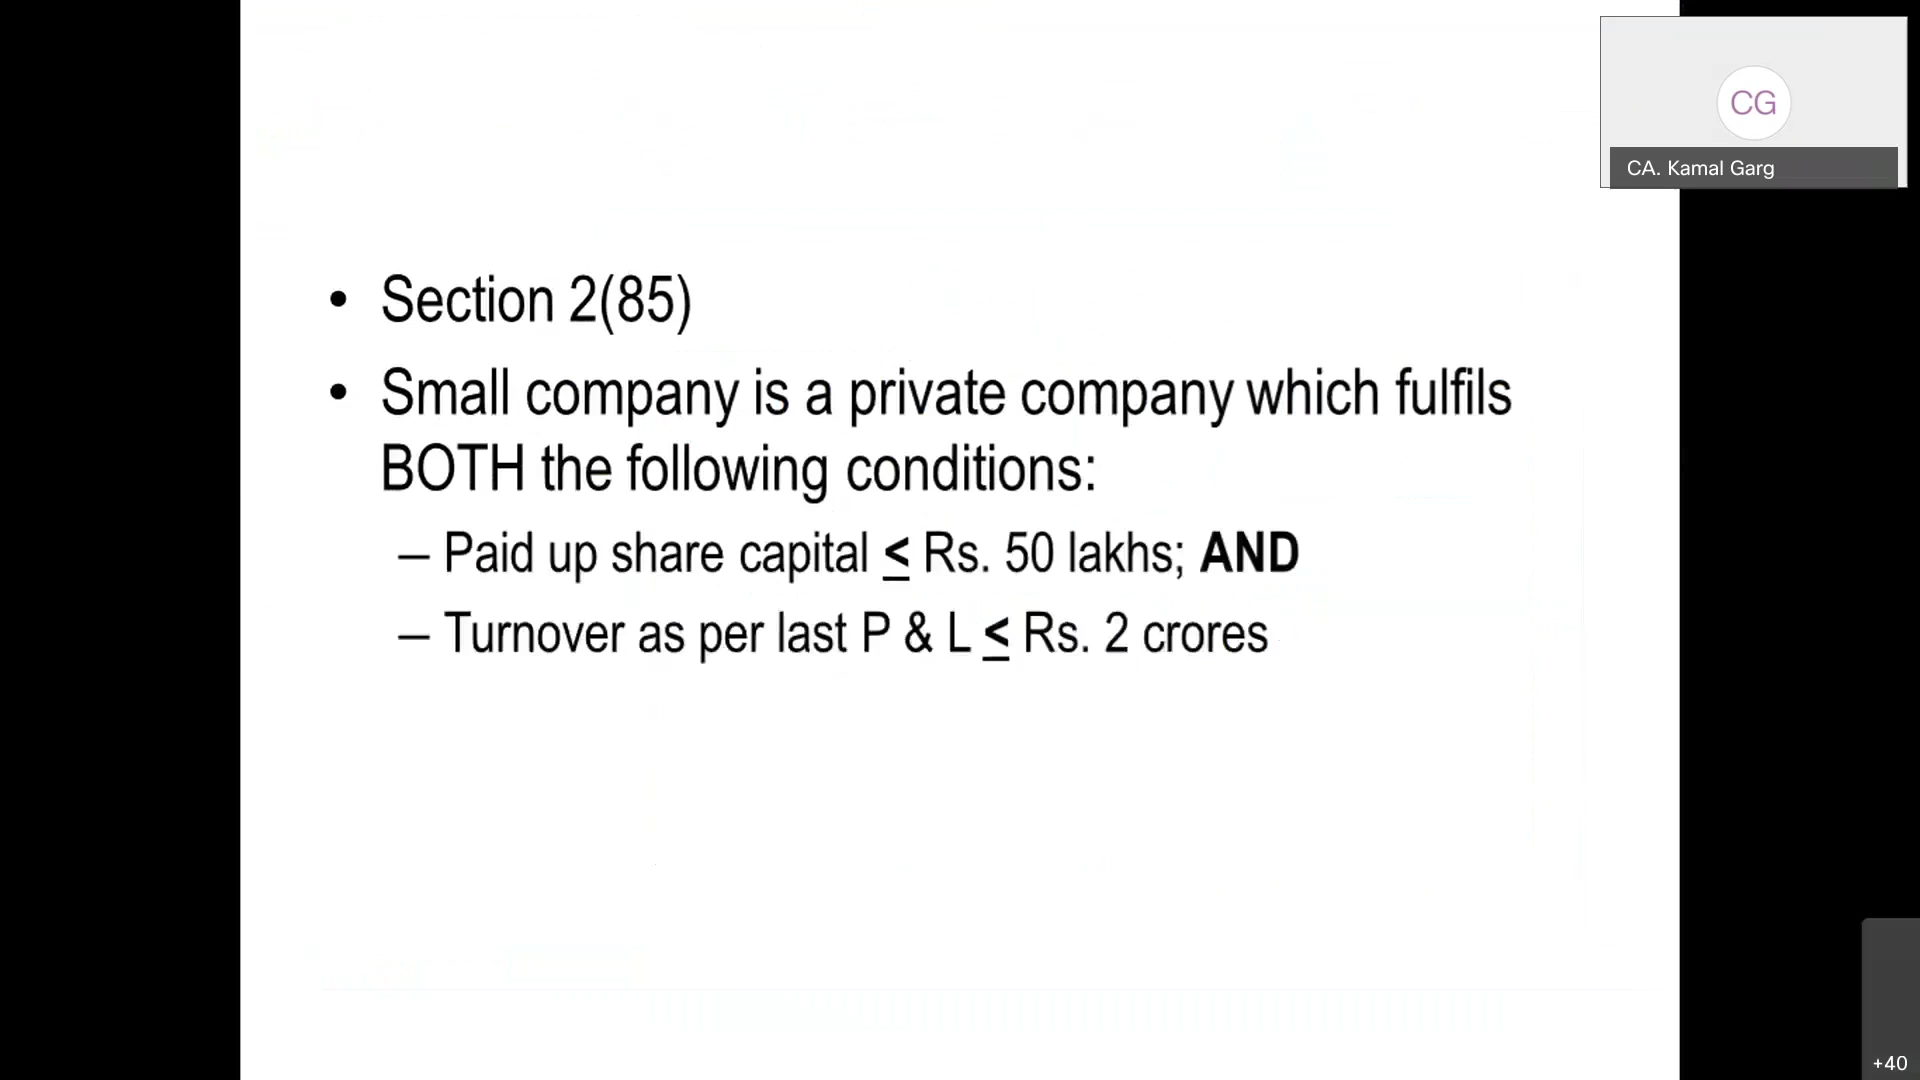 CG
CA. Kamal Garg
• Section 2(85)
• Small company is a private company which fulfils
BOTH the following conditions:
– Paid up share capital ≤ Rs. 50 lakhs; AND
– Turnover as per last P & L ≤ Rs. 2 crores
+40